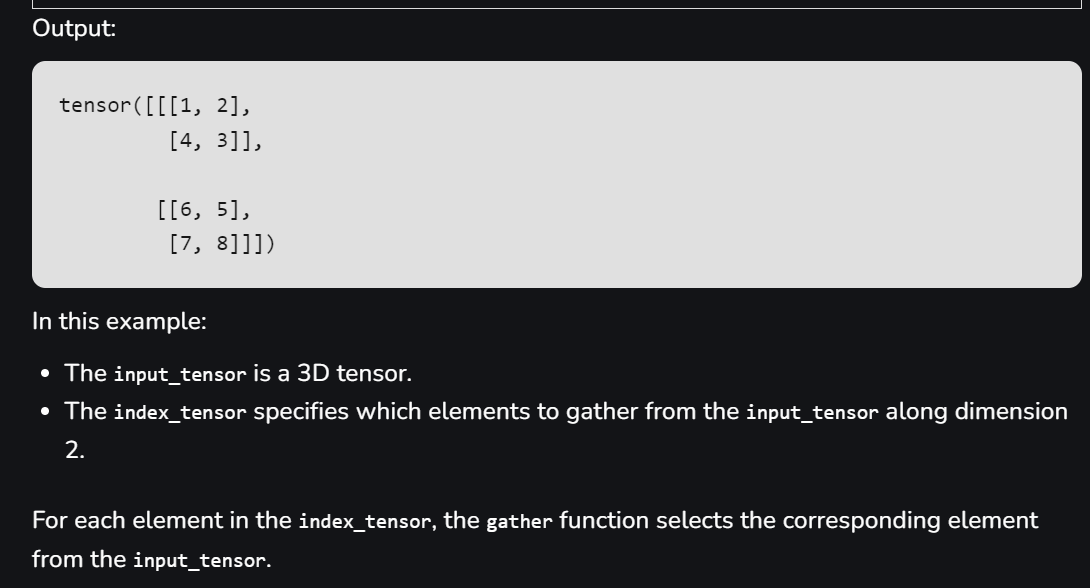 Output:
tensor([[[1, 2],
         [4, 3]],
        [[6, 5],
         [7, 8]]])
In this example:
• The input_tensor is a 3D tensor.
• The index_tensor specifies which elements to gather from the input_tensor along dimension
2.
For each element in the index_tensor, the gather function selects the corresponding element
from the input_tensor.